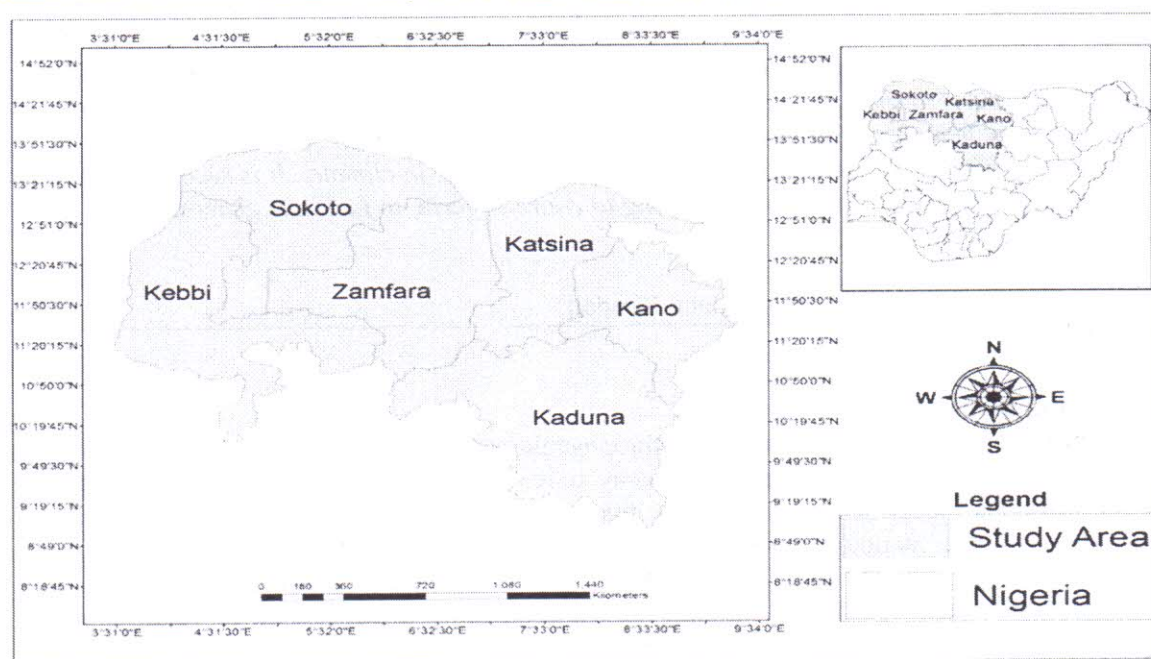 3°31'0"E 4°31'30"E 5°32'0"E 6°32'30"E 7°33'0"E 8°33'30"E 9°34'0"E
14°52'0"N
14°21'45"N
13°51'30"N
13°21'15"N
12°51'0"N
12°20'45"N
11°50'30"N
11°20'15"N
10°50'0"N
10°19'45"N
9°49'30"N
9°19'15"N
8°49'0"N
8°18'45"N
Sokoto
Katsina
Kebbi
Zamfara
Kano
Kaduna
0 180 360 720 1,080 1,440
Kilometers
14°52'0"N
14°21'45"N
13°51'30"N
13°21'15"N
12°51'0"N
12°20'45"N
11°50'30"N
11°20'15"N
10°50'0"N
10°19'45"N
9°49'30"N
9°19'15"N
8°49'0"N
8°18'45"N
3°31'0"E 4°31'30"E 5°32'0"E 6°32'30"E 7°33'0"E 8°33'30"E 9°34'0"E
Sokoto
Katsina
Kebbi Zamfara
Kano
Kaduna
N
W E
S
Legend
Study Area
Nigeria